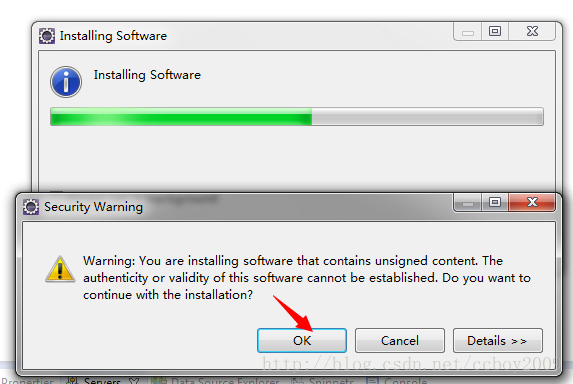 Installing Software
Installing Software
Security Warning
Warning: You are installing software that contains unsigned content. The
authenticity or validity of this software cannot be established. Do you want to
continue with the installation?
OK
Cancel
Details >>
http://blog.csdn.net/ccboy2009
Properties
Servers
Data Source Explorer
Snippets
Console